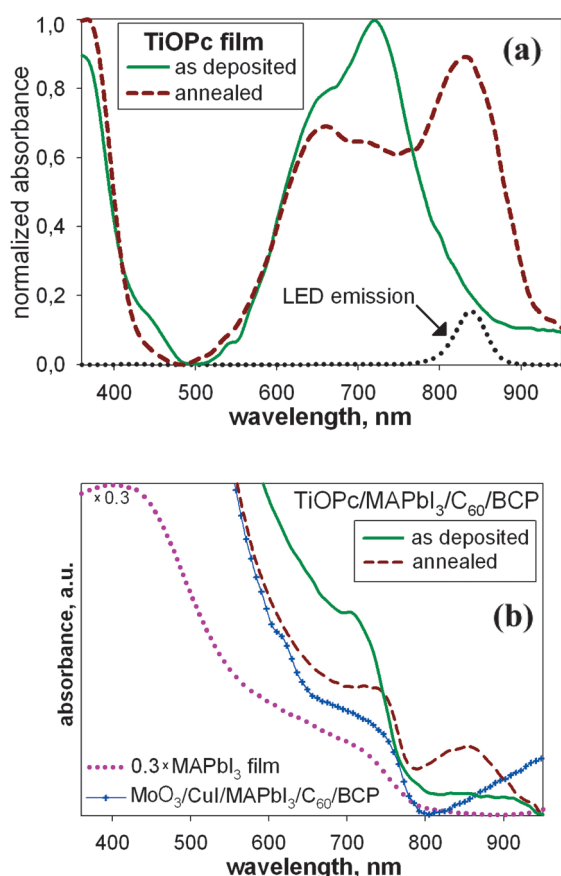 1,0
TiOPc film
(a)
as deposited
annealed
0,8
0,6
0,4
0,2
0,0
normalized absorbance
LED emission
400 500 600 700 800 900
wavelength, nm
× 0.3
TiOPc/MAPbI₃/C₆₀/BCP
as deposited
annealed
(b)
absorbance, a.u.
0.3×MAPbI₃ film
MoO₃/CuI/MAPbI₃/C₆₀/BCP
400 500 600 700 800 900
wavelength, nm